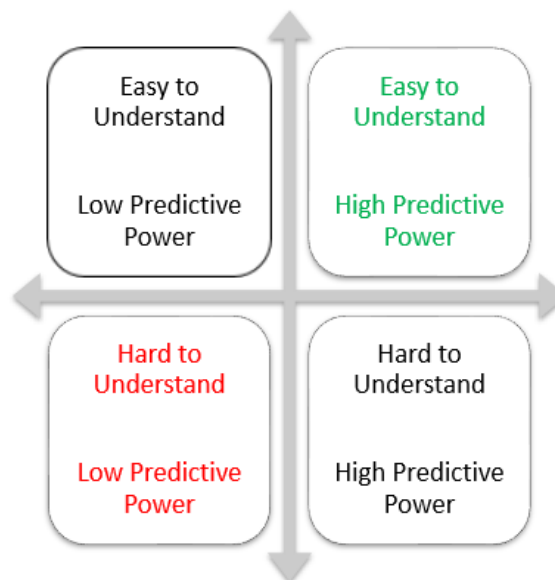 Easy to
Understand
Low Predictive
Power
Easy to
Understand
High Predictive
Power
Hard to
Understand
Low Predictive
Power
Hard to
Understand
High Predictive
Power